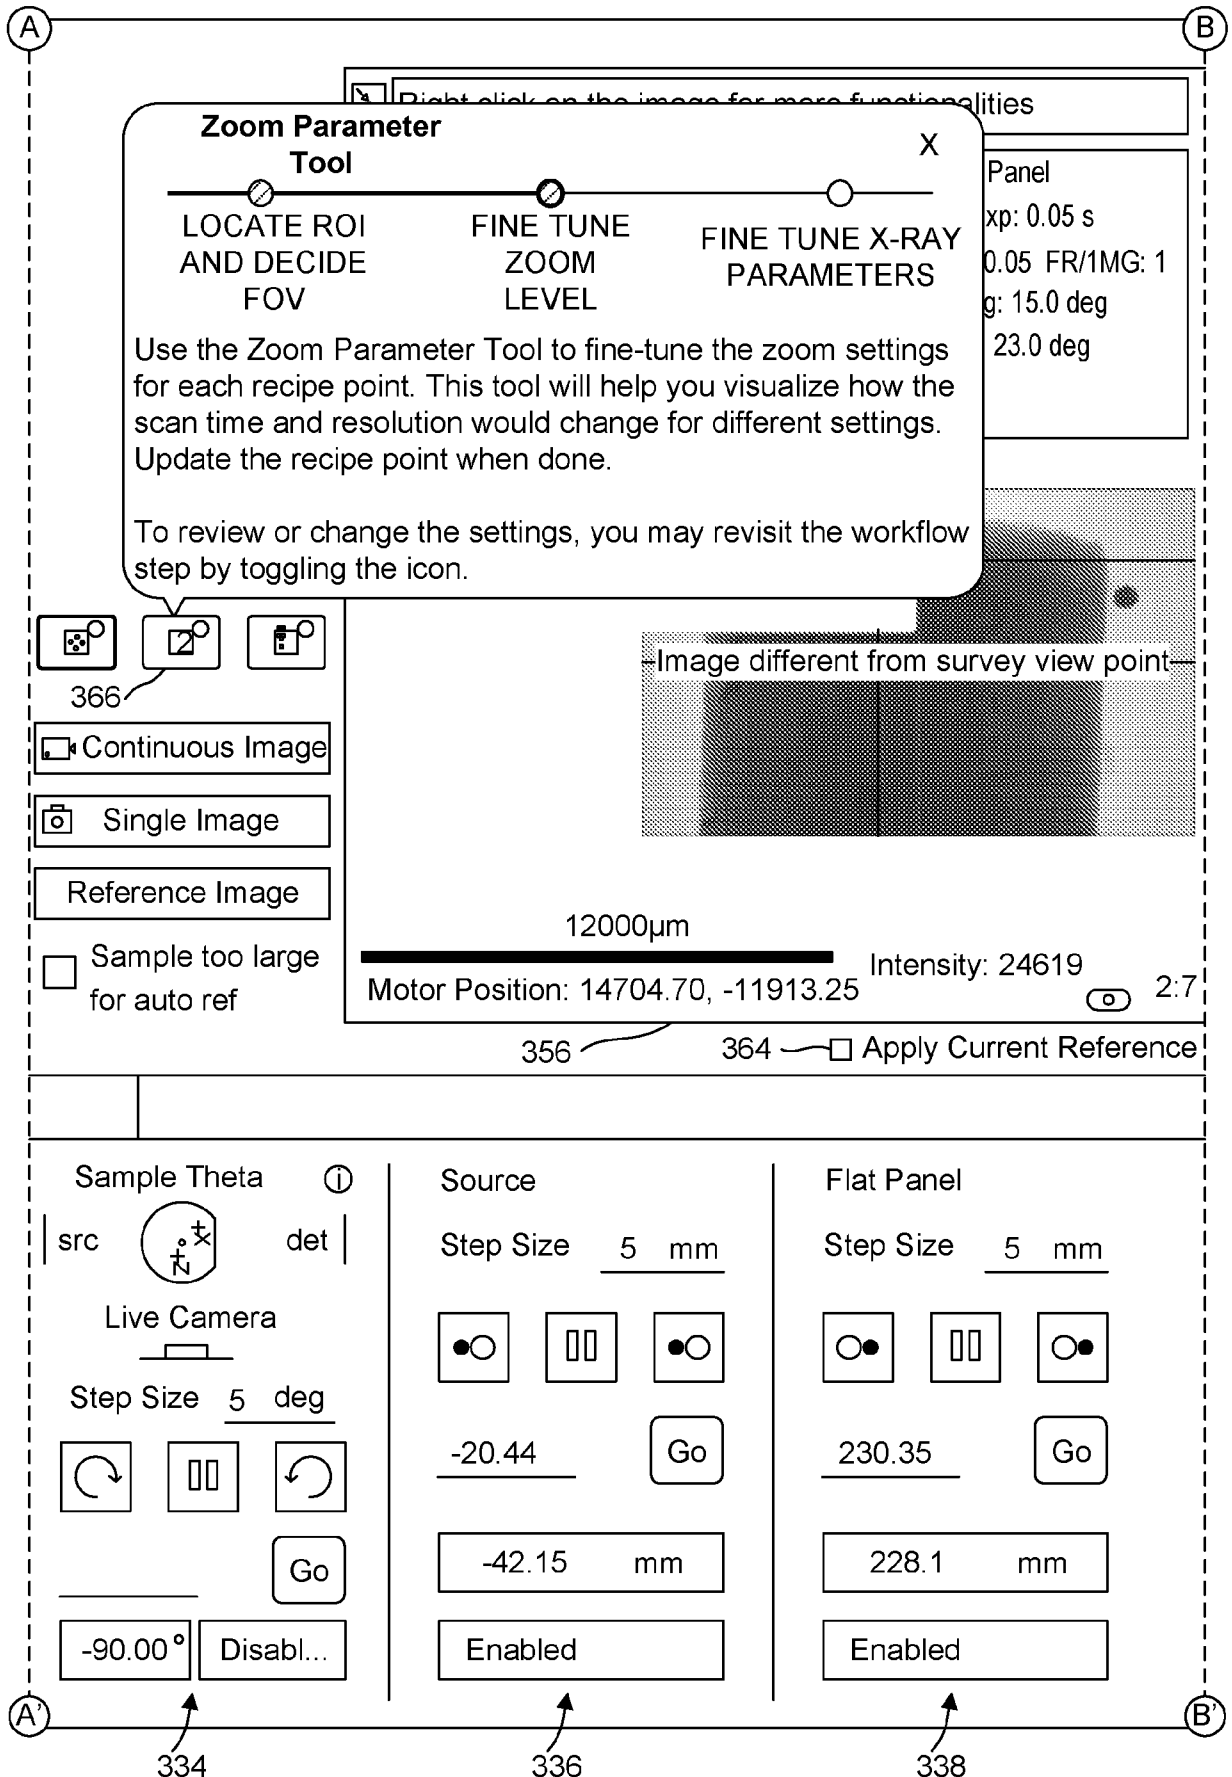 A
B
Right click on the image for more functionalities
Zoom Parameter
Tool
X
LOCATE ROI
AND DECIDE
FOV
FINE TUNE
ZOOM
LEVEL
FINE TUNE X-RAY
PARAMETERS
Panel
xp: 0.05 s
0.05 FR/1MG: 1
g: 15.0 deg
23.0 deg
Use the Zoom Parameter Tool to fine-tune the zoom settings
for each recipe point. This tool will help you visualize how the
scan time and resolution would change for different settings.
Update the recipe point when done.
To review or change the settings, you may revisit the workflow
step by toggling the icon.
2
366
Image different from survey view point
Continuous Image
Single Image
Reference Image
Sample too large
for auto ref
12000µm
Intensity: 24619
Motor Position: 14704.70, -11913.25
2:7
356
364
Apply Current Reference
Sample Theta
i
src
X
Z
det
Live Camera
Step Size 5 deg
Go
-90.00°
Disabl...
Source
Step Size 5 mm
-20.44
Go
-42.15 mm
Enabled
Flat Panel
Step Size 5 mm
230.35
Go
228.1 mm
Enabled
A'
B'
334
336
338